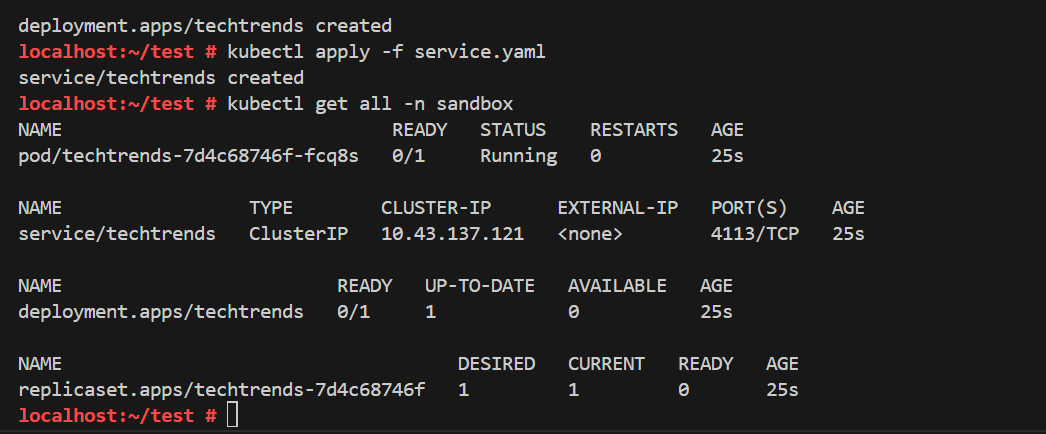 deployment.apps/techtrends created
localhost:~/test # kubectl apply -f service.yaml
service/techtrends created
localhost:~/test # kubectl get all -n sandbox
NAME READY STATUS RESTARTS AGE
pod/techtrends-7d4c68746f-fcq8s 0/1 Running 0 25s
NAME TYPE CLUSTER-IP EXTERNAL-IP PORT(S) AGE
service/techtrends ClusterIP 10.43.137.121 <none> 4113/TCP 25s
NAME READY UP-TO-DATE AVAILABLE AGE
deployment.apps/techtrends 0/1 1 0 25s
NAME DESIRED CURRENT READY AGE
replicaset.apps/techtrends-7d4c68746f 1 1 0 25s
localhost:~/test #